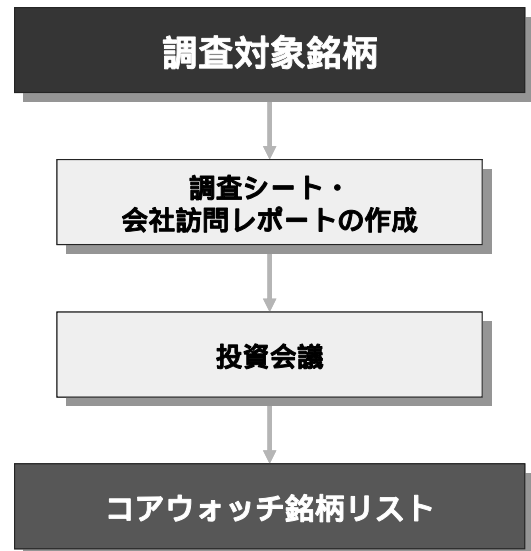 調査対象銘柄
調査シート・
会社訪問レポートの作成
投資会議
コアウォッチ銘柄リスト